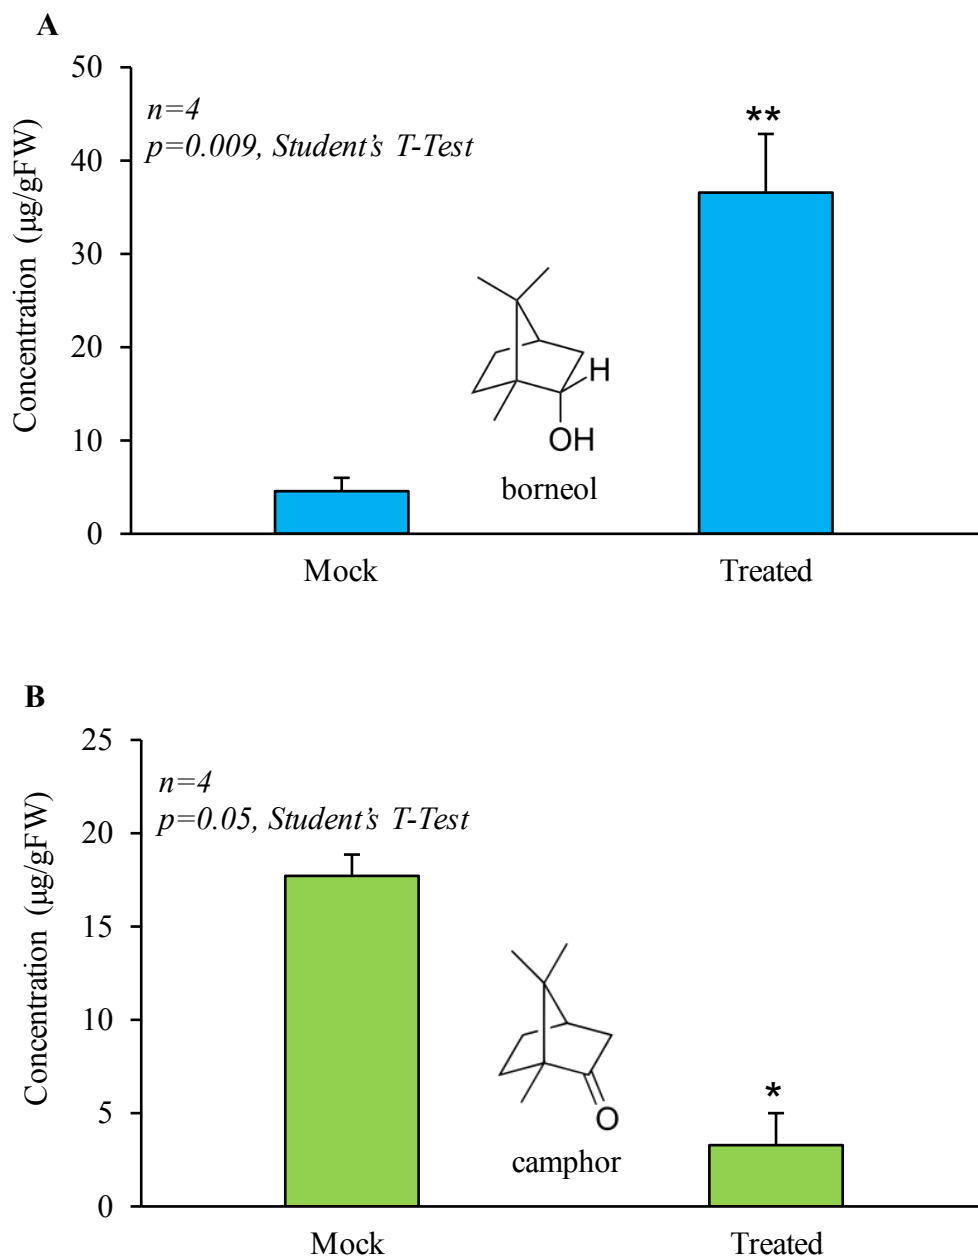 A
50
n=4
p=0.009, Student's T-Test
**
40
30
20
10
0
Concentration (µg/gFW)
H
OH
borneol
Mock
Treated
B
25
n=4
p=0.05, Student's T-Test
20
15
10
5
0
Concentration (µg/gFW)
*
O
camphor
Mock
Treated